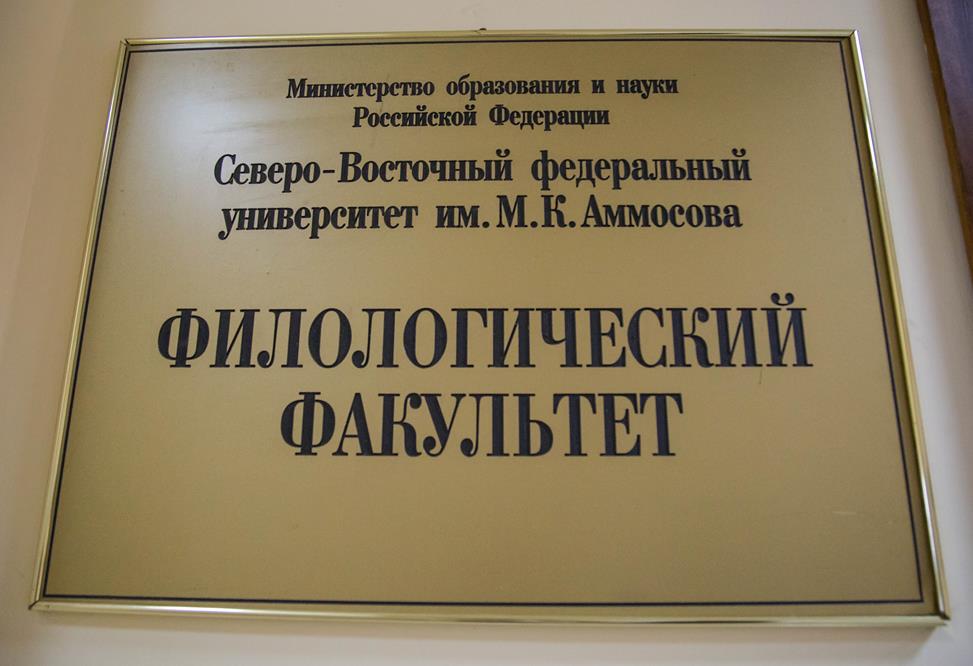 Министерство образования и науки
Российской Федерации
Северо-Восточный федеральный
университет им. М.К. Аммосова
ФИЛОЛОГИЧЕСКИЙ
ФАКУЛЬТЕТ